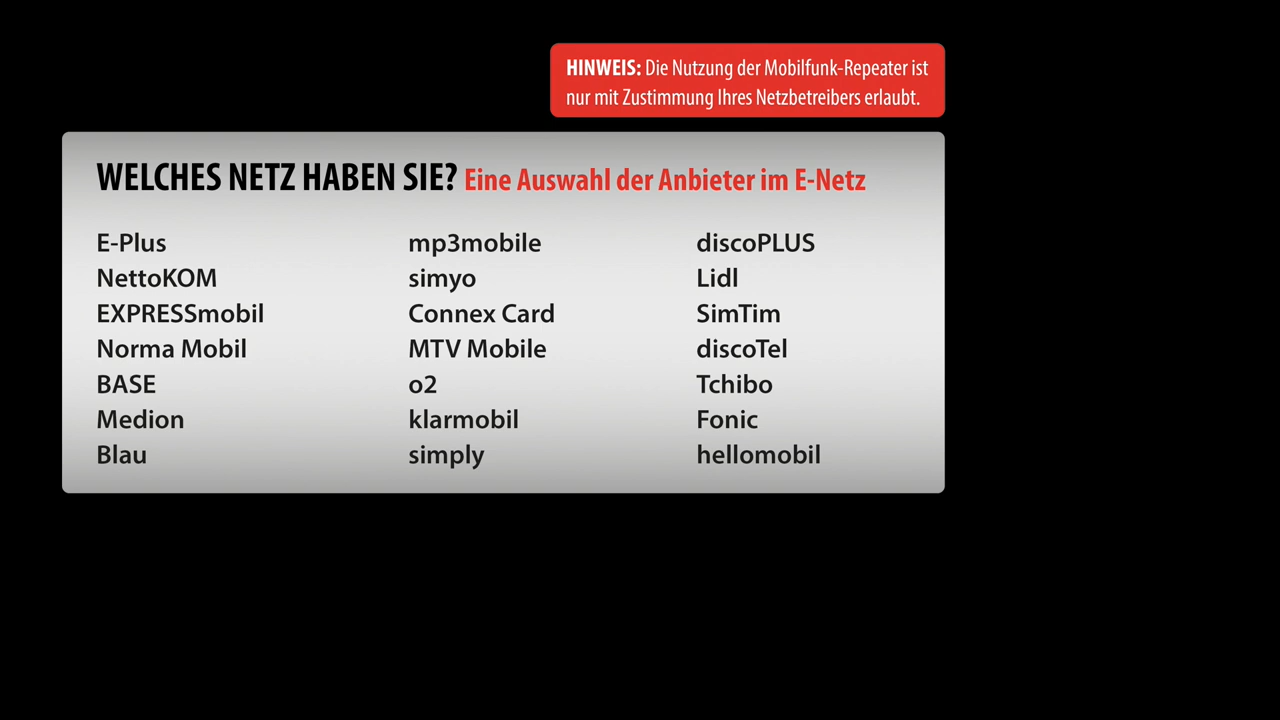 HINWEIS: Die Nutzung der Mobilfunk-Repeater ist
nur mit Zustimmung Ihres Netzbetreibers erlaubt.
WELCHES NETZ HABEN SIE? Eine Auswahl der Anbieter im E-Netz
E-Plus
NettoKOM
EXPRESSmobil
Norma Mobil
BASE
Medion
Blau
mp3mobile
simyo
Connex Card
MTV Mobile
o2
klarmobil
simply
discoPLUS
Lidl
SimTim
discoTel
Tchibo
Fonic
hellomobil